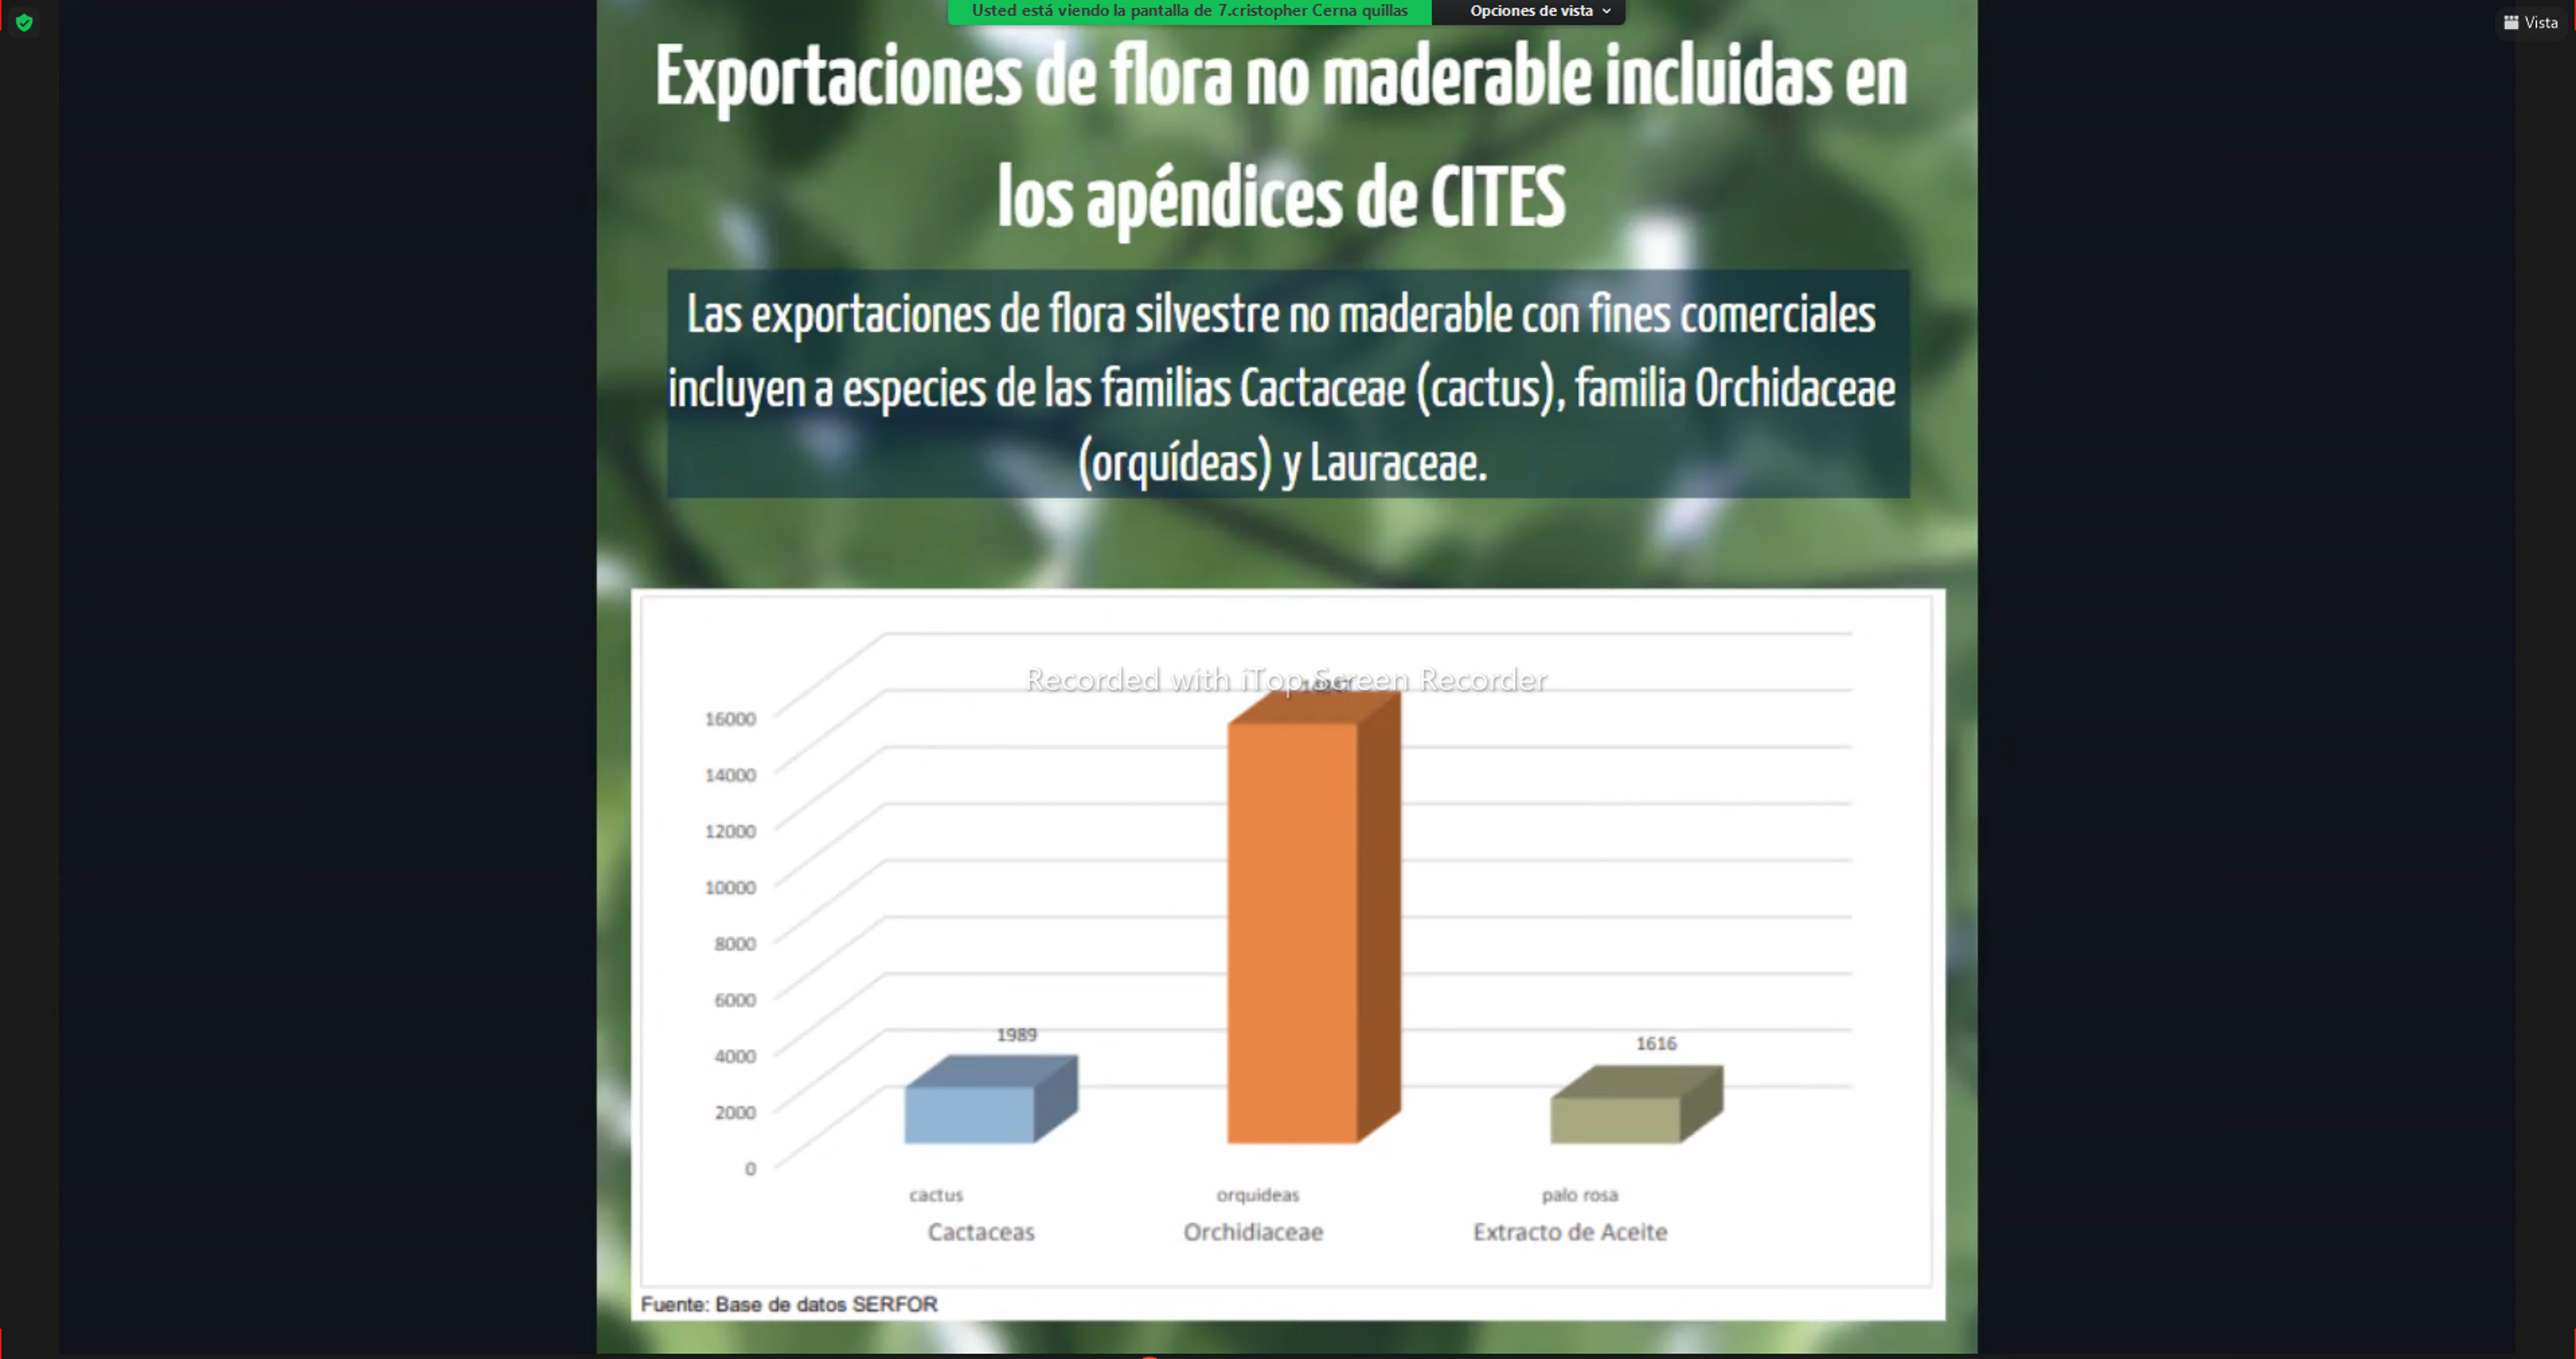 Usted está viendo la pantalla de 7.cristopher Cerna quillas
Opciones de vista
Vista
Exportaciones de flora no maderable incluidas en
los apéndices de CITES
Las exportaciones de flora silvestre no maderable con fines comerciales
incluyen a especies de las familias Cactaceae (cactus), familia Orchidaceae
(orquídeas) y Lauraceae.
Recorded with iTop Screen Recorder
16000
14000
12000
10000
8000
6000
4000
2000
0
1989
1616
cactus
orquideas
palo rosa
Cactaceas
Orchidiaceae
Extracto de Aceite
Fuente: Base de datos SERFOR